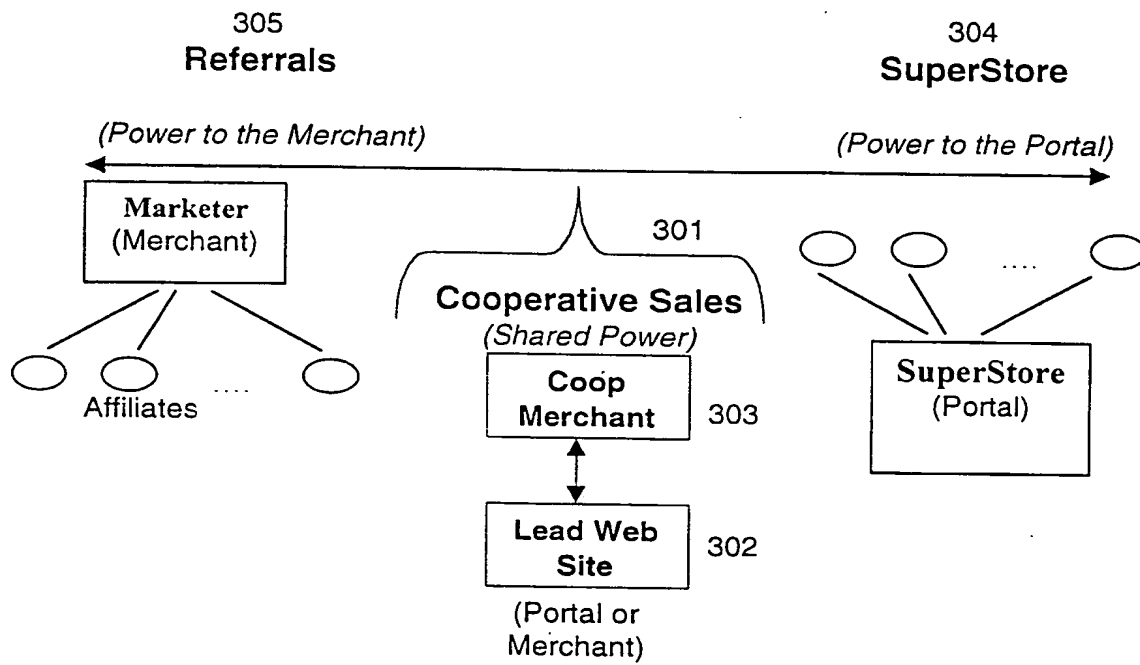 305
Referrals
304
SuperStore
(Power to the Merchant)
(Power to the Portal)
Marketer
(Merchant)
301
Cooperative Sales
(Shared Power)
....
....
Affiliates
Coop
Merchant
303
SuperStore
(Portal)
Lead Web
Site
302
(Portal or
Merchant)